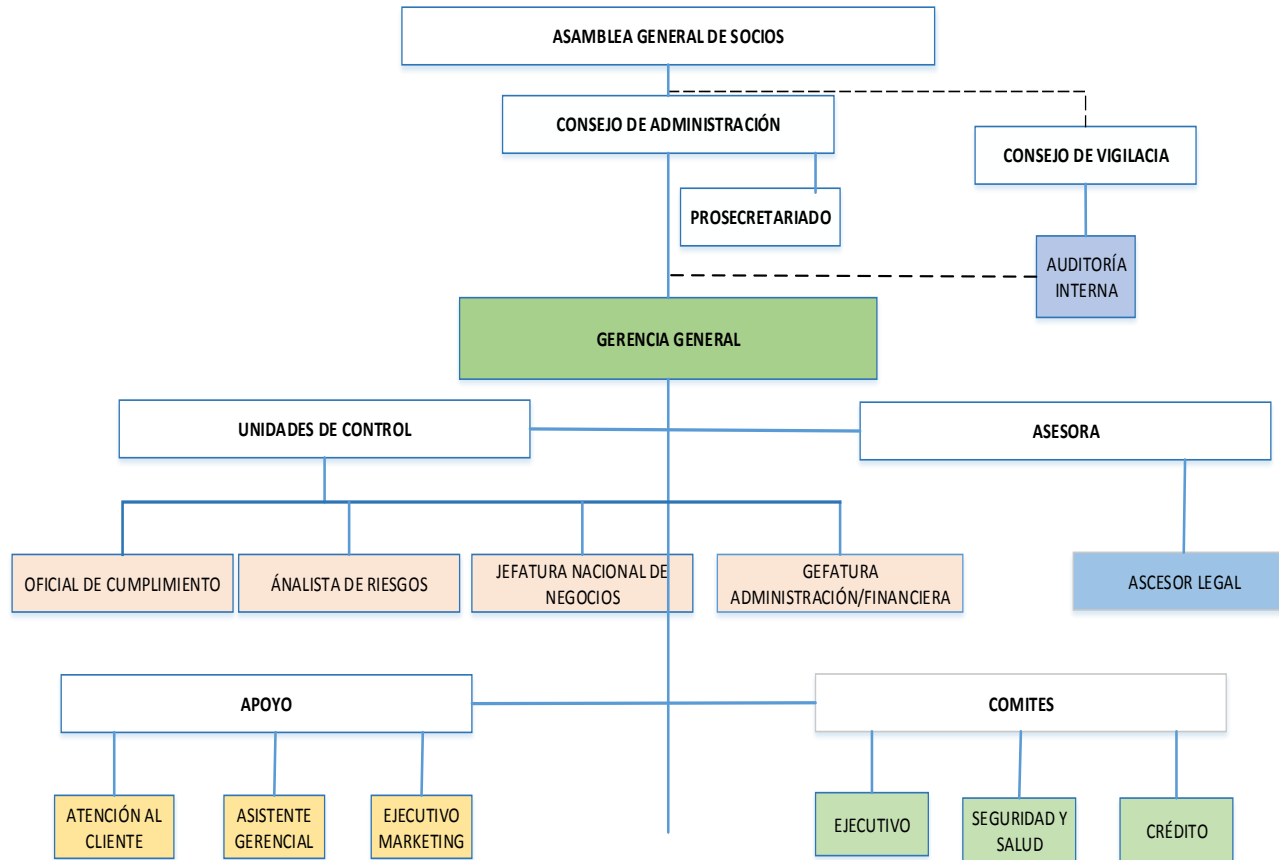 ASAMBLEA GENERAL DE SOCIOS
CONSEJO DE ADMINISTRACIÓN
CONSEJO DE VIGILACIA
PROSECRETARIADO
AUDITORÍA
INTERNA
GERENCIA GENERAL
UNIDADES DE CONTROL
ASESORA
OFICIAL DE CUMPLIMIENTO
ÁNALISTA DE RIESGOS
JEFATURA NACIONAL DE
NEGOCIOS
GEFATURA
ADMINISTRACIÓN/FINANCIERA
ASCESOR LEGAL
APOYO
COMITES
ATENCIÓN AL
CLIENTE
ASISTENTE
GERENCIAL
EJECUTIVO
MARKETING
EJECUTIVO
SEGURIDAD Y
SALUD
CRÉDITO